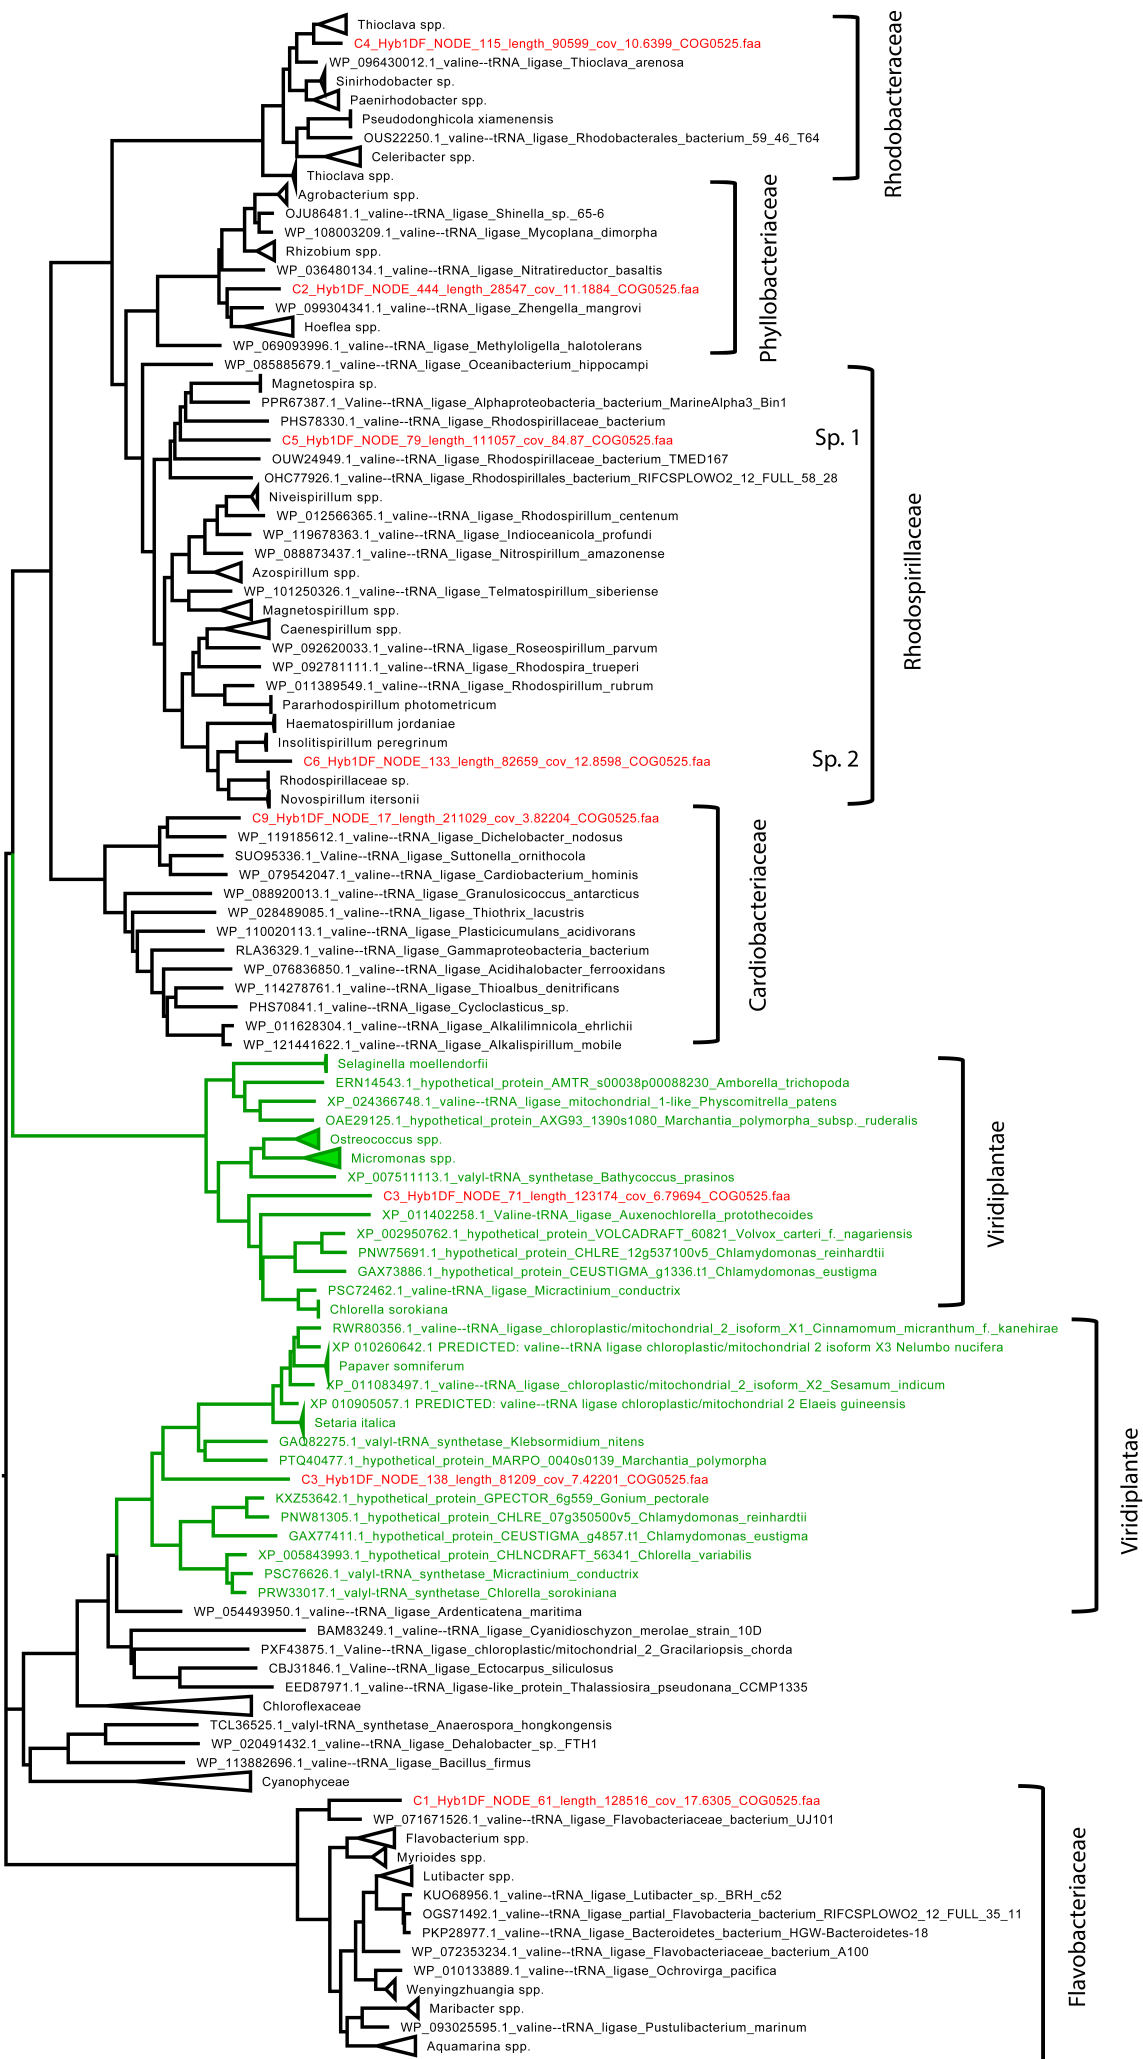 Thioclava spp.
C4_Hyb1DF_NODE_115_length_90599_cov_10.6399_COG0525.faa
WP_096430012.1_valine--tRNA_ligase_Thioclava_arenosa
Sinirhodobacter sp.
Paenirhodobacter spp.
Pseudodonghicola xiamenensis
OUS22250.1_valine--tRNA_ligase_Rhodobacterales_bacterium_59_46_T64
Celeribacter spp.
Thioclava spp.
Rhodobacteraceae
Agrobacterium spp.
OJU86481.1_valine--tRNA_ligase_Shinella_sp._65-6
WP_108003209.1_valine--tRNA_ligase_Mycoplana_dimorpha
Rhizobium spp.
WP_036480134.1_valine--tRNA_ligase_Nitratireductor_basaltis
C2_Hyb1DF_NODE_444_length_28547_cov_11.1884_COG0525.faa
WP_099304341.1_valine--tRNA_ligase_Zhengella_mangrovi
Hoeflea spp.
WP_069093996.1_valine--tRNA_ligase_Methyloligella_halotolerans
Phyllobacteriaceae
WP_085885679.1_valine--tRNA_ligase_Oceanibacterium_hippocampi
Magnetospira sp.
PPR67387.1_Valine--tRNA_ligase_Alphaproteobacteria_bacterium_MarineAlpha3_Bin1
PHS78330.1_valine--tRNA_ligase_Rhodospirillaceae_bacterium
C5_Hyb1DF_NODE_79_length_111057_cov_84.87_COG0525.faa
Sp. 1
OUW24949.1_valine--tRNA_ligase_Rhodospirillaceae_bacterium_TMED167
OHC77926.1_valine--tRNA_ligase_Rhodospirillales_bacterium_RIFCSPLOWO2_12_FULL_58_28
Niveispirillum spp.
WP_012566365.1_valine--tRNA_ligase_Rhodospirillum_centenum
WP_119678363.1_valine--tRNA_ligase_Indioceanicola_profundi
WP_088873437.1_valine--tRNA_ligase_Nitrospirillum_amazonense
Azospirillum spp.
WP_101250326.1_valine--tRNA_ligase_Telmatospirillum_siberiense
Magnetospirillum spp.
Caenespirillum spp.
WP_092620033.1_valine--tRNA_ligase_Roseospirillum_parvum
WP_092781111.1_valine--tRNA_ligase_Rhodospira_trueperi
WP_011389549.1_valine--tRNA_ligase_Rhodospirillum_rubrum
Pararhodospirillum photometricum
Haematospirillum jordaniae
Insolitispirillum peregrinum
C6_Hyb1DF_NODE_133_length_82659_cov_12.8598_COG0525.faa
Sp. 2
Rhodospirillaceae sp.
Novospirillum itersonii
Rhodospirillaceae
C9_Hyb1DF_NODE_17_length_211029_cov_3.82204_COG0525.faa
WP_119185612.1_valine--tRNA_ligase_Dichelobacter_nodosus
SUO95336.1_Valine--tRNA_ligase_Suttonella_ornithocola
WP_079542047.1_valine--tRNA_ligase_Cardiobacterium_hominis
WP_088920013.1_valine--tRNA_ligase_Granulosicoccus_antarcticus
WP_028489085.1_valine--tRNA_ligase_Thiothrix_lacustris
WP_110020113.1_valine--tRNA_ligase_Plasticicumulans_acidivorans
RLA36329.1_valine--tRNA_ligase_Gammaproteobacteria_bacterium
WP_076836850.1_valine--tRNA_ligase_Acidihalobacter_ferrooxidans
WP_114278761.1_valine--tRNA_ligase_Thioalbus_denitrificans
PHS70841.1_valine--tRNA_ligase_Cycloclasticus_sp.
WP_011628304.1_valine--tRNA_ligase_Alkalilimnicola_ehrlichii
WP_121441622.1_valine--tRNA_ligase_Alkalispirillum_mobile
Cardiobacteriaceae
Selaginella moellendorfii
ERN14543.1_hypothetical_protein_AMTR_s00038p00088230_Amborella_trichopoda
XP_024366748.1_valine--tRNA_ligase_mitochondrial_1-like_Physcomitrella_patens
OAE29125.1_hypothetical_protein_AXG93_1390s1080_Marchantia_polymorpha_subsp._ruderalis
Ostreococcus spp.
Micromonas spp.
XP_007511113.1_valyl-tRNA_synthetase_Bathycoccus_prasinos
C3_Hyb1DF_NODE_71_length_123174_cov_6.79694_COG0525.faa
XP_011402258.1_Valine-tRNA_ligase_Auxenochlorella_protothecoides
XP_002950762.1_hypothetical_protein_VOLCADRAFT_60821_Volvox_carteri_f._nagariensis
PNW75691.1_hypothetical_protein_CHLRE_12g537100v5_Chlamydomonas_reinhardtii
GAX73886.1_hypothetical_protein_CEUSTIGMA_g1336.t1_Chlamydomonas_eustigma
PSC72462.1_valine-tRNA_ligase_Micractinium_conductrix
Chlorella sorokiana
Viridiplantae
RWR80356.1_valine--tRNA_ligase_chloroplastic/mitochondrial_2_isoform_X1_Cinnamomum_micranthum_f._kanehirae
XP 010260642.1 PREDICTED: valine--tRNA ligase chloroplastic/mitochondrial 2 isoform X3 Nelumbo nucifera
Papaver somniferum
XP_011083497.1_valine--tRNA_ligase_chloroplastic/mitochondrial_2_isoform_X2_Sesamum_indicum
XP 010905057.1 PREDICTED: valine--tRNA ligase chloroplastic/mitochondrial 2 Elaeis guineensis
Setaria italica
GAQ82275.1_valyl-tRNA_synthetase_Klebsormidium_nitens
PTQ40477.1_hypothetical_protein_MARPO_0040s0139_Marchantia_polymorpha
C3_Hyb1DF_NODE_138_length_81209_cov_7.42201_COG0525.faa
KXZ53642.1_hypothetical_protein_GPECTOR_6g559_Gonium_pectorale
PNW81305.1_hypothetical_protein_CHLRE_07g350500v5_Chlamydomonas_reinhardtii
GAX77411.1_hypothetical_protein_CEUSTIGMA_g4857.t1_Chlamydomonas_eustigma
XP_005843993.1_hypothetical_protein_CHLNCDRAFT_56341_Chlorella_variabilis
PSC76626.1_valyl-tRNA_synthetase_Micractinium_conductrix
PRW33017.1_valyl-tRNA_synthetase_Chlorella_sorokiniana
Viridiplantae
WP_054493950.1_valine--tRNA_ligase_Ardenticatena_maritima
BAM83249.1_valine--tRNA_ligase_Cyanidioschyzon_merolae_strain_10D
PXF43875.1_Valine--tRNA_ligase_chloroplastic/mitochondrial_2_Gracilariopsis_chorda
CBJ31846.1_Valine--tRNA_ligase_Ectocarpus_siliculosus
EED87971.1_valine--tRNA_ligase-like_protein_Thalassiosira_pseudonana_CCMP1335
Chloroflexaceae
TCL36525.1_valyl-tRNA_synthetase_Anaerospora_hongkongensis
WP_020491432.1_valine--tRNA_ligase_Dehalobacter_sp._FTH1
WP_113882696.1_valine--tRNA_ligase_Bacillus_firmus
Cyanophyceae
C1_Hyb1DF_NODE_61_length_128516_cov_17.6305_COG0525.faa
WP_071671526.1_valine--tRNA_ligase_Flavobacteriaceae_bacterium_UJ101
Flavobacterium spp.
Myrioides spp.
Lutibacter spp.
KUO68956.1_valine--tRNA_ligase_Lutibacter_sp._BRH_c52
OGS71492.1_valine--tRNA_ligase_partial_Flavobacteria_bacterium_RIFCSPLOWO2_12_FULL_35_11
PKP28977.1_valine--tRNA_ligase_Bacteroidetes_bacterium_HGW-Bacteroidetes-18
WP_072353234.1_valine--tRNA_ligase_Flavobacteriaceae_bacterium_A100
WP_010133889.1_valine--tRNA_ligase_Ochrovirga_pacifica
Wenyingzhuangia spp.
Maribacter spp.
WP_093025595.1_valine--tRNA_ligase_Pustulibacterium_marinum
Aquamarina spp.
Flavobacteriaceae